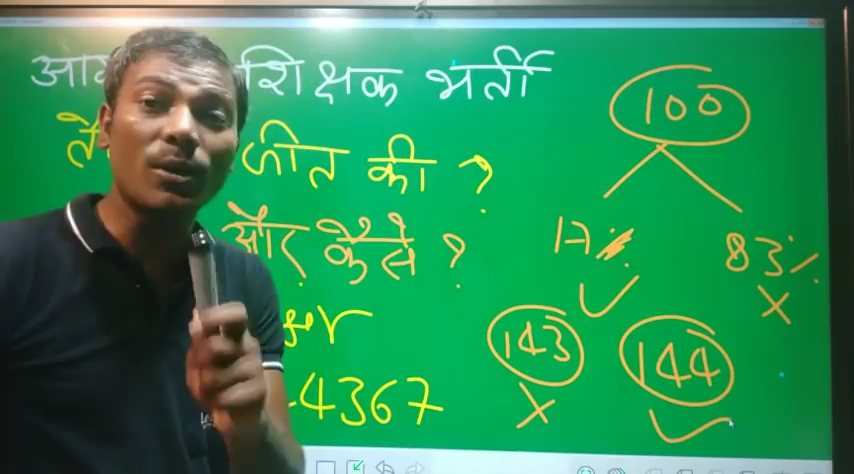 शिक्षक भर्ती
जीत की ?
और कैसे ?
4367
100
17%
83%
×
143
×
144